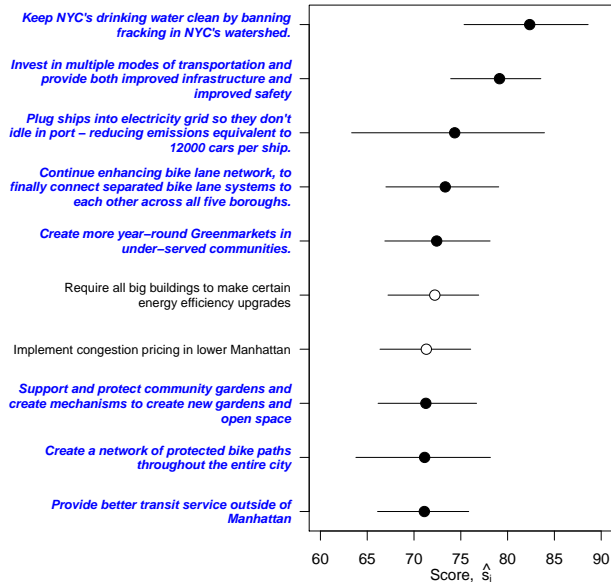 Keep NYC's drinking water clean by banning
fracking in NYC's watershed.
Invest in multiple modes of transportation and
provide both improved infrastructure and
improved safety
Plug ships into electricity grid so they don't
idle in port – reducing emissions equivalent to
12000 cars per ship.
Continue enhancing bike lane network, to
finally connect separated bike lane systems to
each other across all five boroughs.
Create more year–round Greenmarkets in
under–served communities.
Require all big buildings to make certain
energy efficiency upgrades
Implement congestion pricing in lower Manhattan
Support and protect community gardens and
create mechanisms to create new gardens and
open space
Create a network of protected bike paths
throughout the entire city
Provide better transit service outside of
Manhattan
60 65 70 75 80 85 90
Score, ŝi